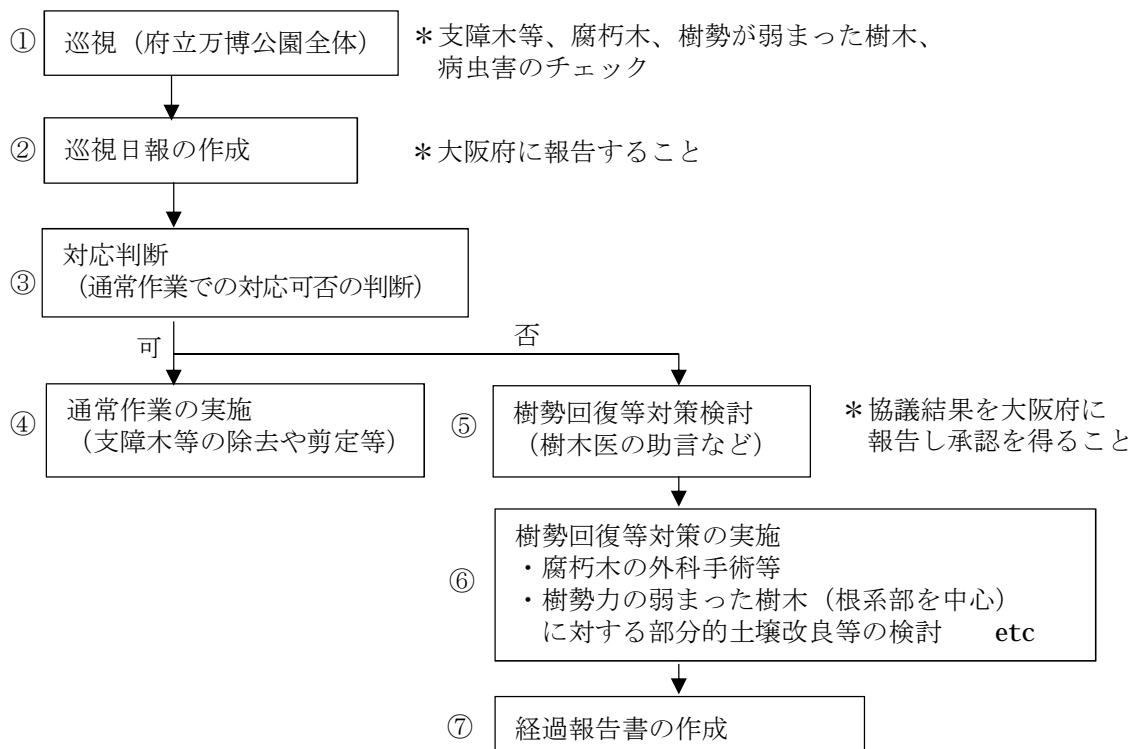 ① 巡視（府立万博公園全体）
＊支障木等、腐朽木、樹勢が弱まった樹木、
病虫害のチェック
② 巡視日報の作成
＊大阪府に報告すること
③ 対応判断
（通常作業での対応可否の判断）
可
否
④ 通常作業の実施
（支障木等の除去や剪定等）
⑤ 樹勢回復等対策検討
（樹木医の助言など）
＊協議結果を大阪府に
報告し承認を得ること
⑥ 樹勢回復等対策の実施
・腐朽木の外科手術等
・樹勢力の弱まった樹木（根系部を中心）
に対する部分的土壌改良等の検討　etc
⑦ 経過報告書の作成